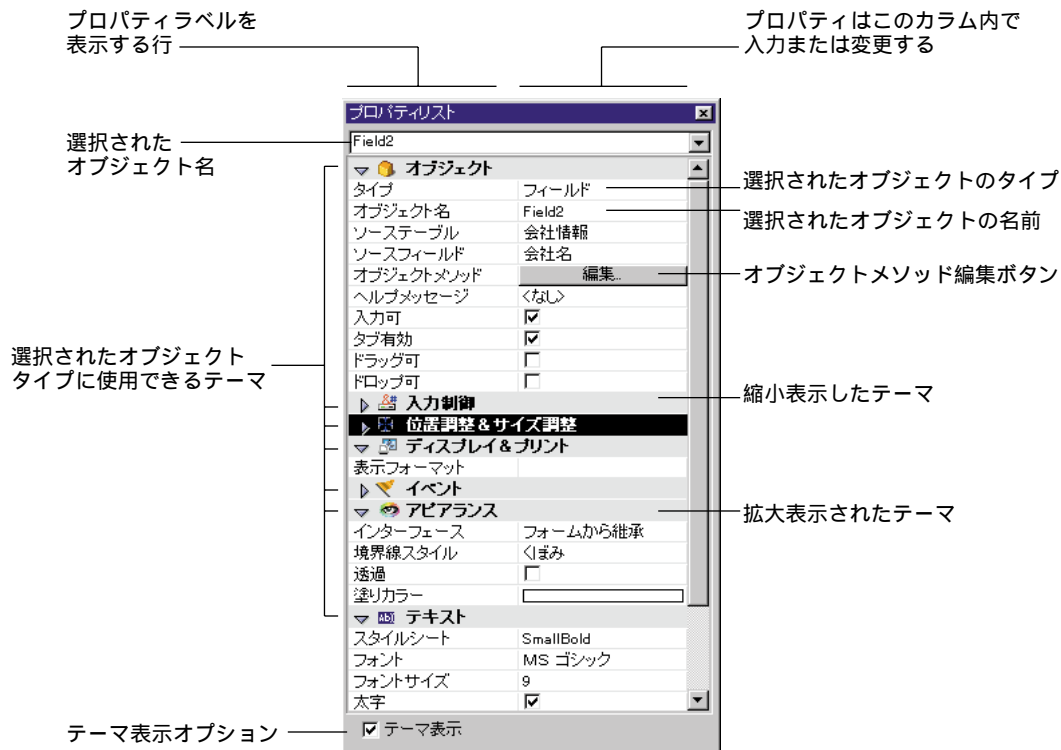 プロパティラベルを
表示する行
プロパティはこのカラム内で
入力または変更する
プロパティリスト
選択された
オブジェクト名
Field2
オブジェクト
タイプ フィールド
選択されたオブジェクトのタイプ
オブジェクト名 Field2
選択されたオブジェクトの名前
ソーステーブル 会社情報
ソースフィールド 会社名
オブジェクトメソッド 編集...
オブジェクトメソッド編集ボタン
ヘルプメッセージ <なし>
入力可
タブ有効
ドラッグ可
ドロップ可
選択されたオブジェクト
タイプに使用できるテーマ
入力制御
縮小表示したテーマ
位置調整&サイズ調整
ディスプレイ&プリント
表示フォーマット
イベント
アピアランス
拡大表示されたテーマ
インターフェース フォームから継承
境界線スタイル くぼみ
透過
塗りカラー
テキスト
スタイルシート SmallBold
フォント MS ゴシック
フォントサイズ 9
太字
テーマ表示オプション
テーマ表示